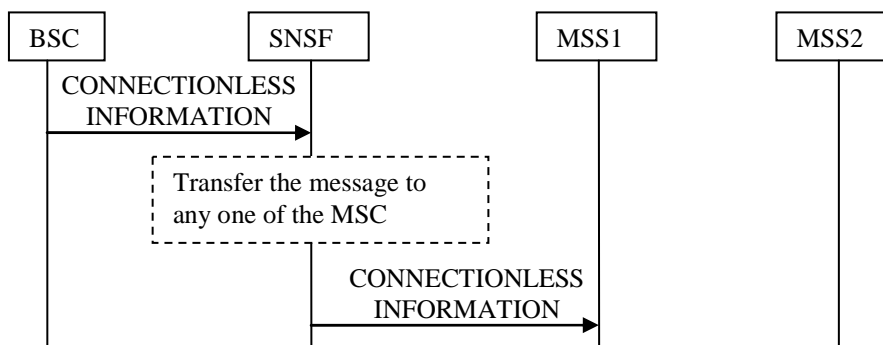 BSC
SNSF
MSS1
MSS2
CONNECTIONLESS
INFORMATION
Transfer the message to
any one of the MSC
CONNECTIONLESS
INFORMATION